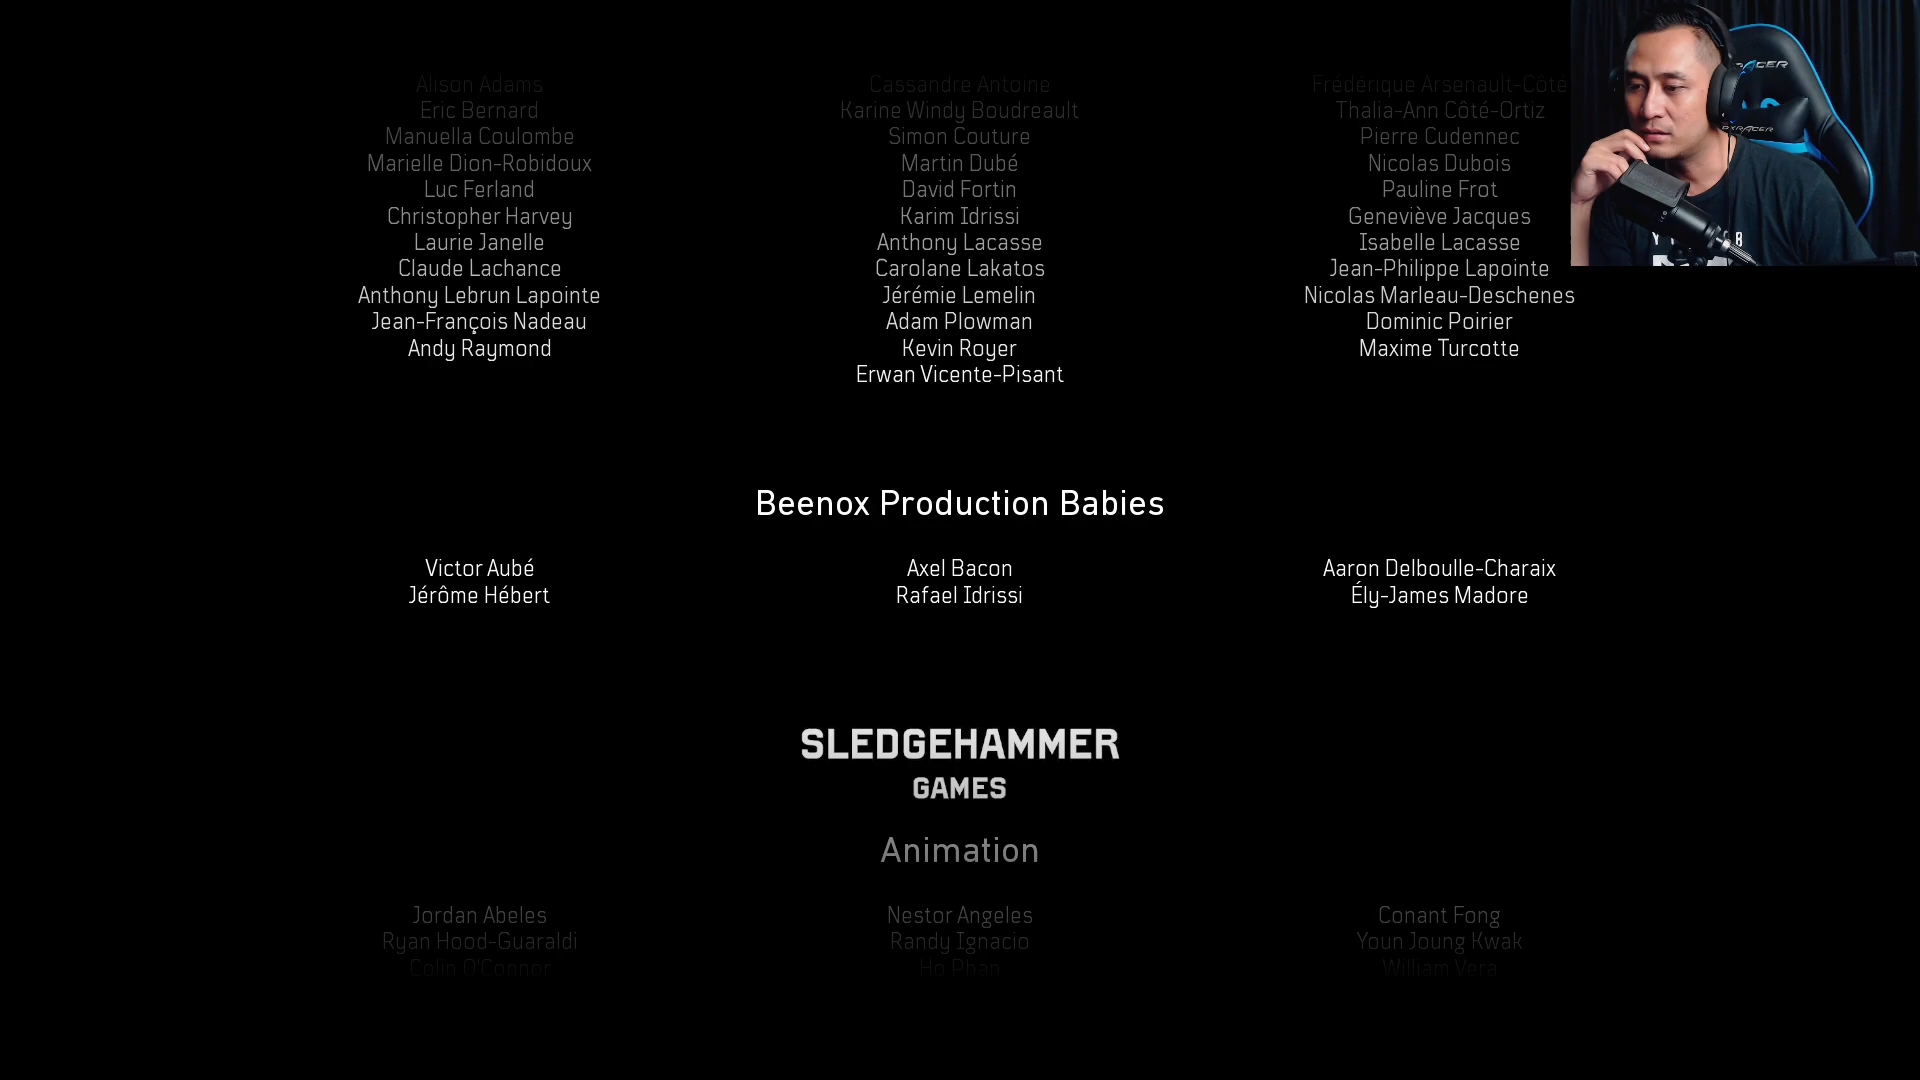 Alison Adams Cassandre Antoine Frédérique Arsenault-Côté
Eric Bernard Karine Windy Boudreault Thalia-Ann Côté-Ortiz
Manuella Coulombe Simon Couture Pierre Cudennec
Marielle Dion-Robidoux Martin Dubé Nicolas Dubois
Luc Ferland David Fortin Pauline Frot
Christopher Harvey Karim Idrissi Geneviève Jacques
Laurie Janelle Anthony Lacasse Isabelle Lacasse
Claude Lachance Carolane Lakatos Jean-Philippe Lapointe
Anthony Lebrun Lapointe Jérémie Lemelin Nicolas Marleau-Deschenes
Jean-François Nadeau Adam Plowman Dominic Poirier
Andy Raymond Kevin Royer Maxime Turcotte
Erwan Vicente-Pisant
Beenox Production Babies
Victor Aubé Axel Bacon Aaron Delboulle-Charaix
Jérôme Hébert Rafael Idrissi Ély-James Madore
SLEDGEHAMMER
GAMES
Animation
Jordan Abeles Nestor Angeles Conant Fong
Ryan Hood-Guaraldi Randy Ignacio Youn Joung Kwak
Colin O'Connor Ho Phan William Vera